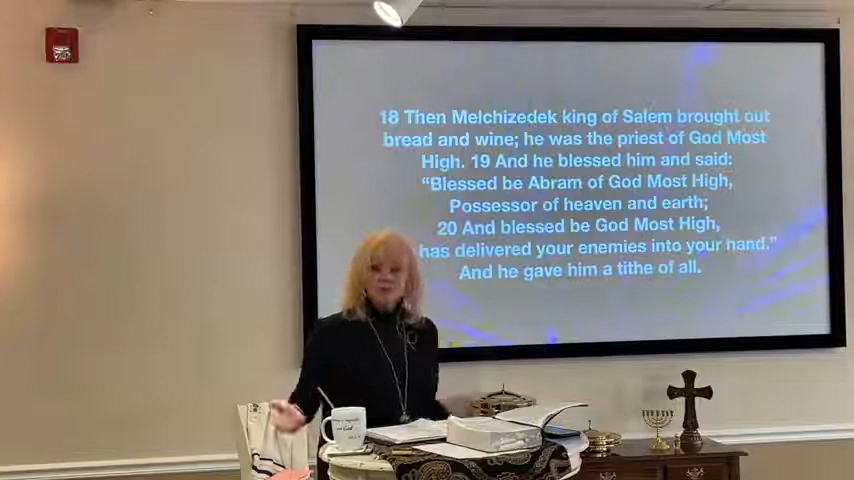 18 Then Melchizedek king of Salem brought out
bread and wine; he was the priest of God Most
High. 19 And he blessed him and said:
“Blessed be Abram of God Most High,
Possessor of heaven and earth;
20 And blessed be God Most High,
has delivered your enemies into your hand.”
And he gave him a tithe of all.